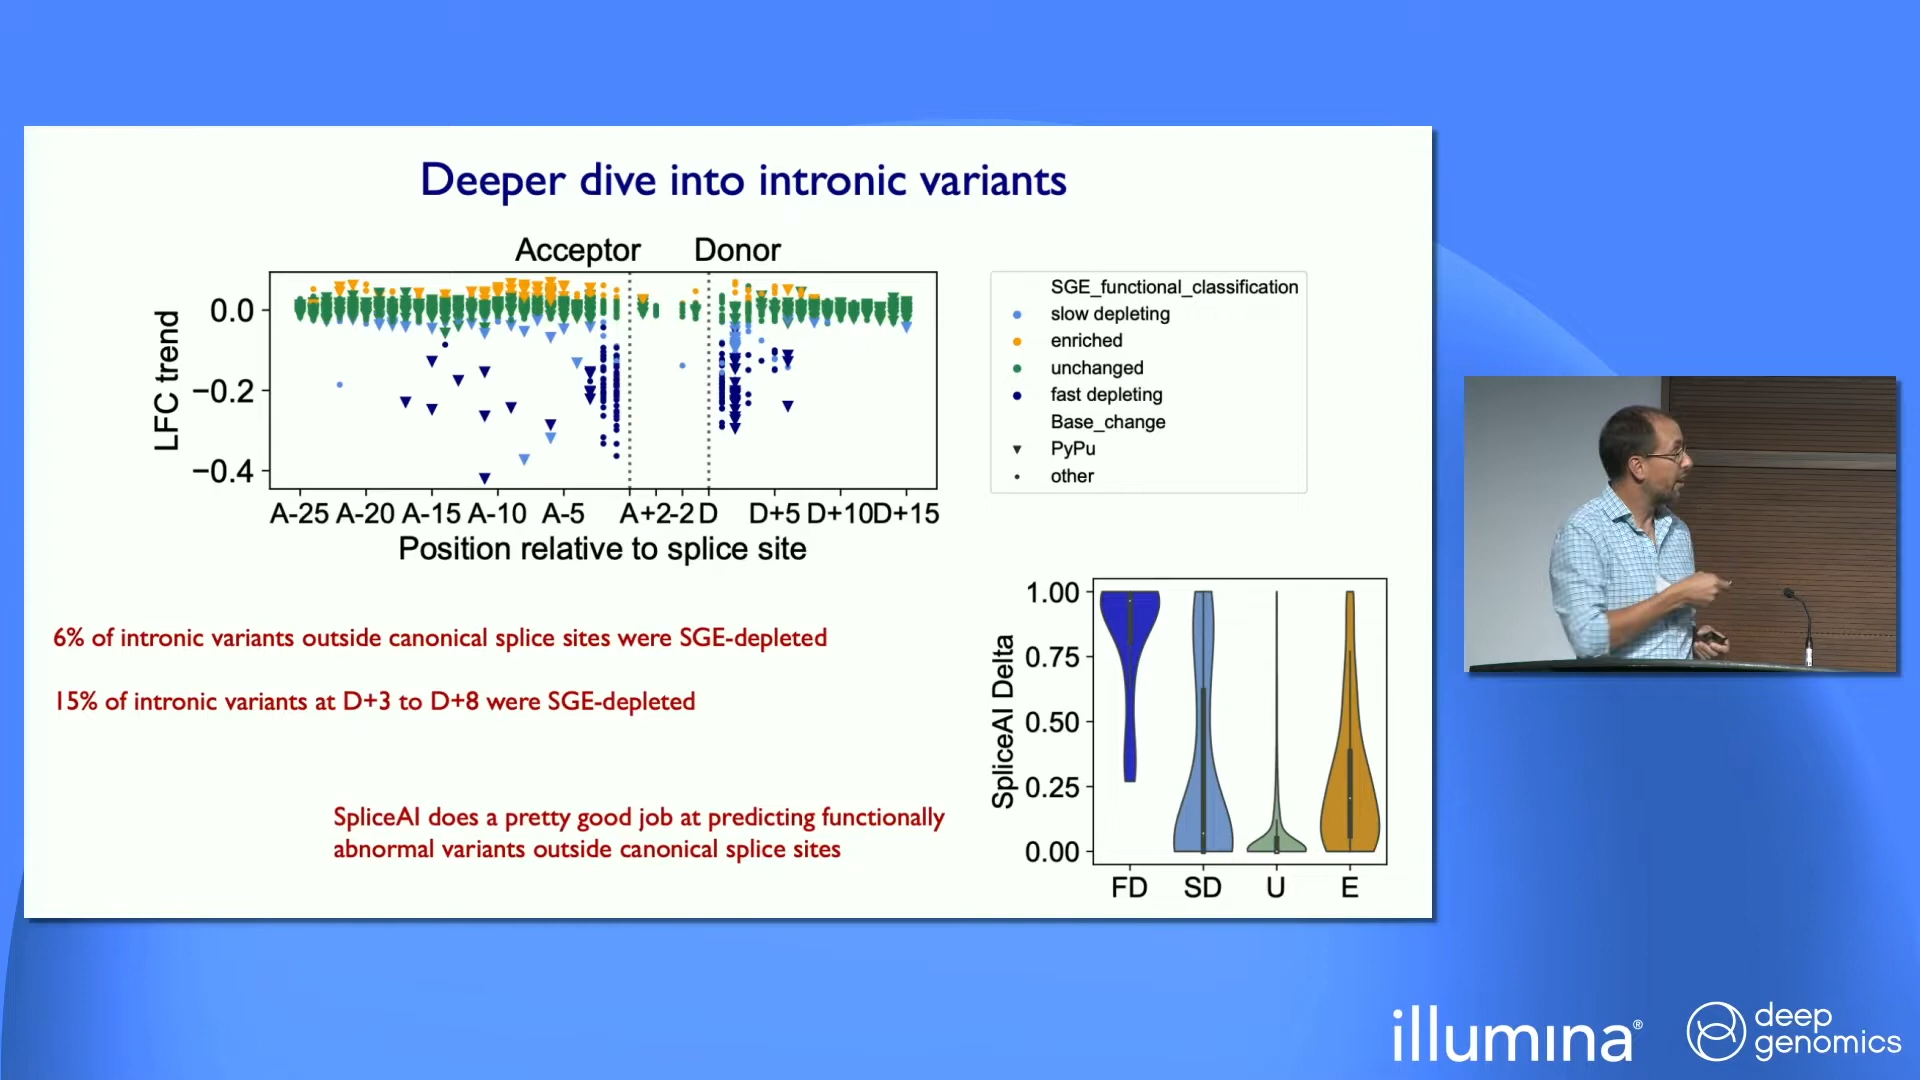 Deeper dive into intronic variants
Acceptor Donor
LFC trend
0.0
−0.2
−0.4
A-25 A-20 A-15 A-10 A-5 A+2-2 D D+5 D+10D+15
Position relative to splice site
SGE_functional_classification
slow depleting
enriched
unchanged
fast depleting
Base_change
PyPu
other
6% of intronic variants outside canonical splice sites were SGE-depleted
15% of intronic variants at D+3 to D+8 were SGE-depleted
SpliceAI does a pretty good job at predicting functionally
abnormal variants outside canonical splice sites
SpliceAI Delta
1.00
0.75
0.50
0.25
0.00
FD SD U E
illumına®
deep
genomics